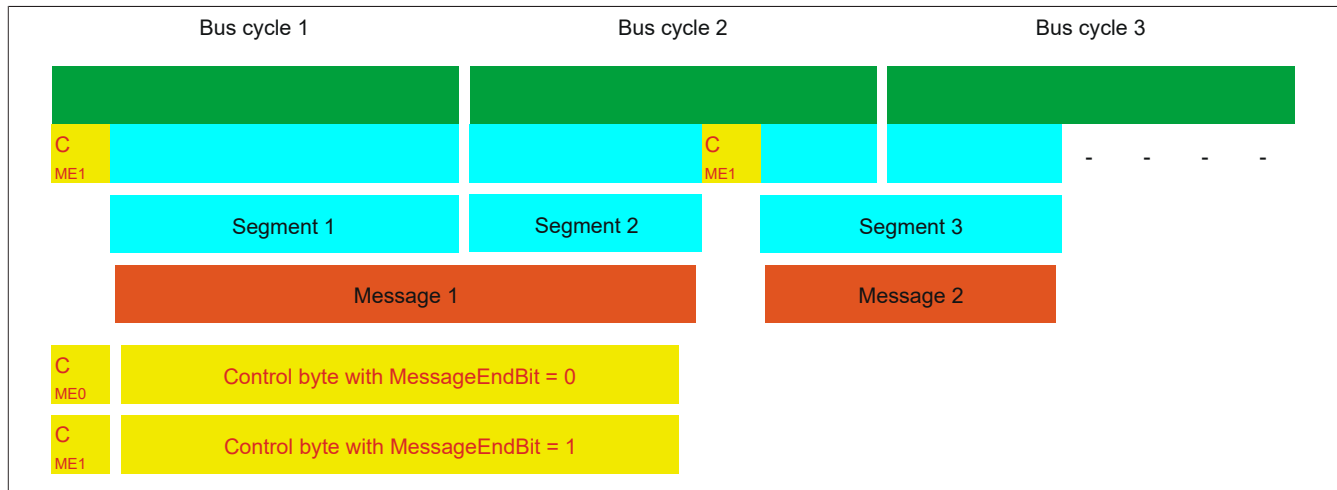 Bus cycle 1 Bus cycle 2 Bus cycle 3
C
ME1
C
ME1
- - - -
Segment 1 Segment 2 Segment 3
Message 1 Message 2
C
ME0
Control byte with MessageEndBit = 0
C
ME1
Control byte with MessageEndBit = 1